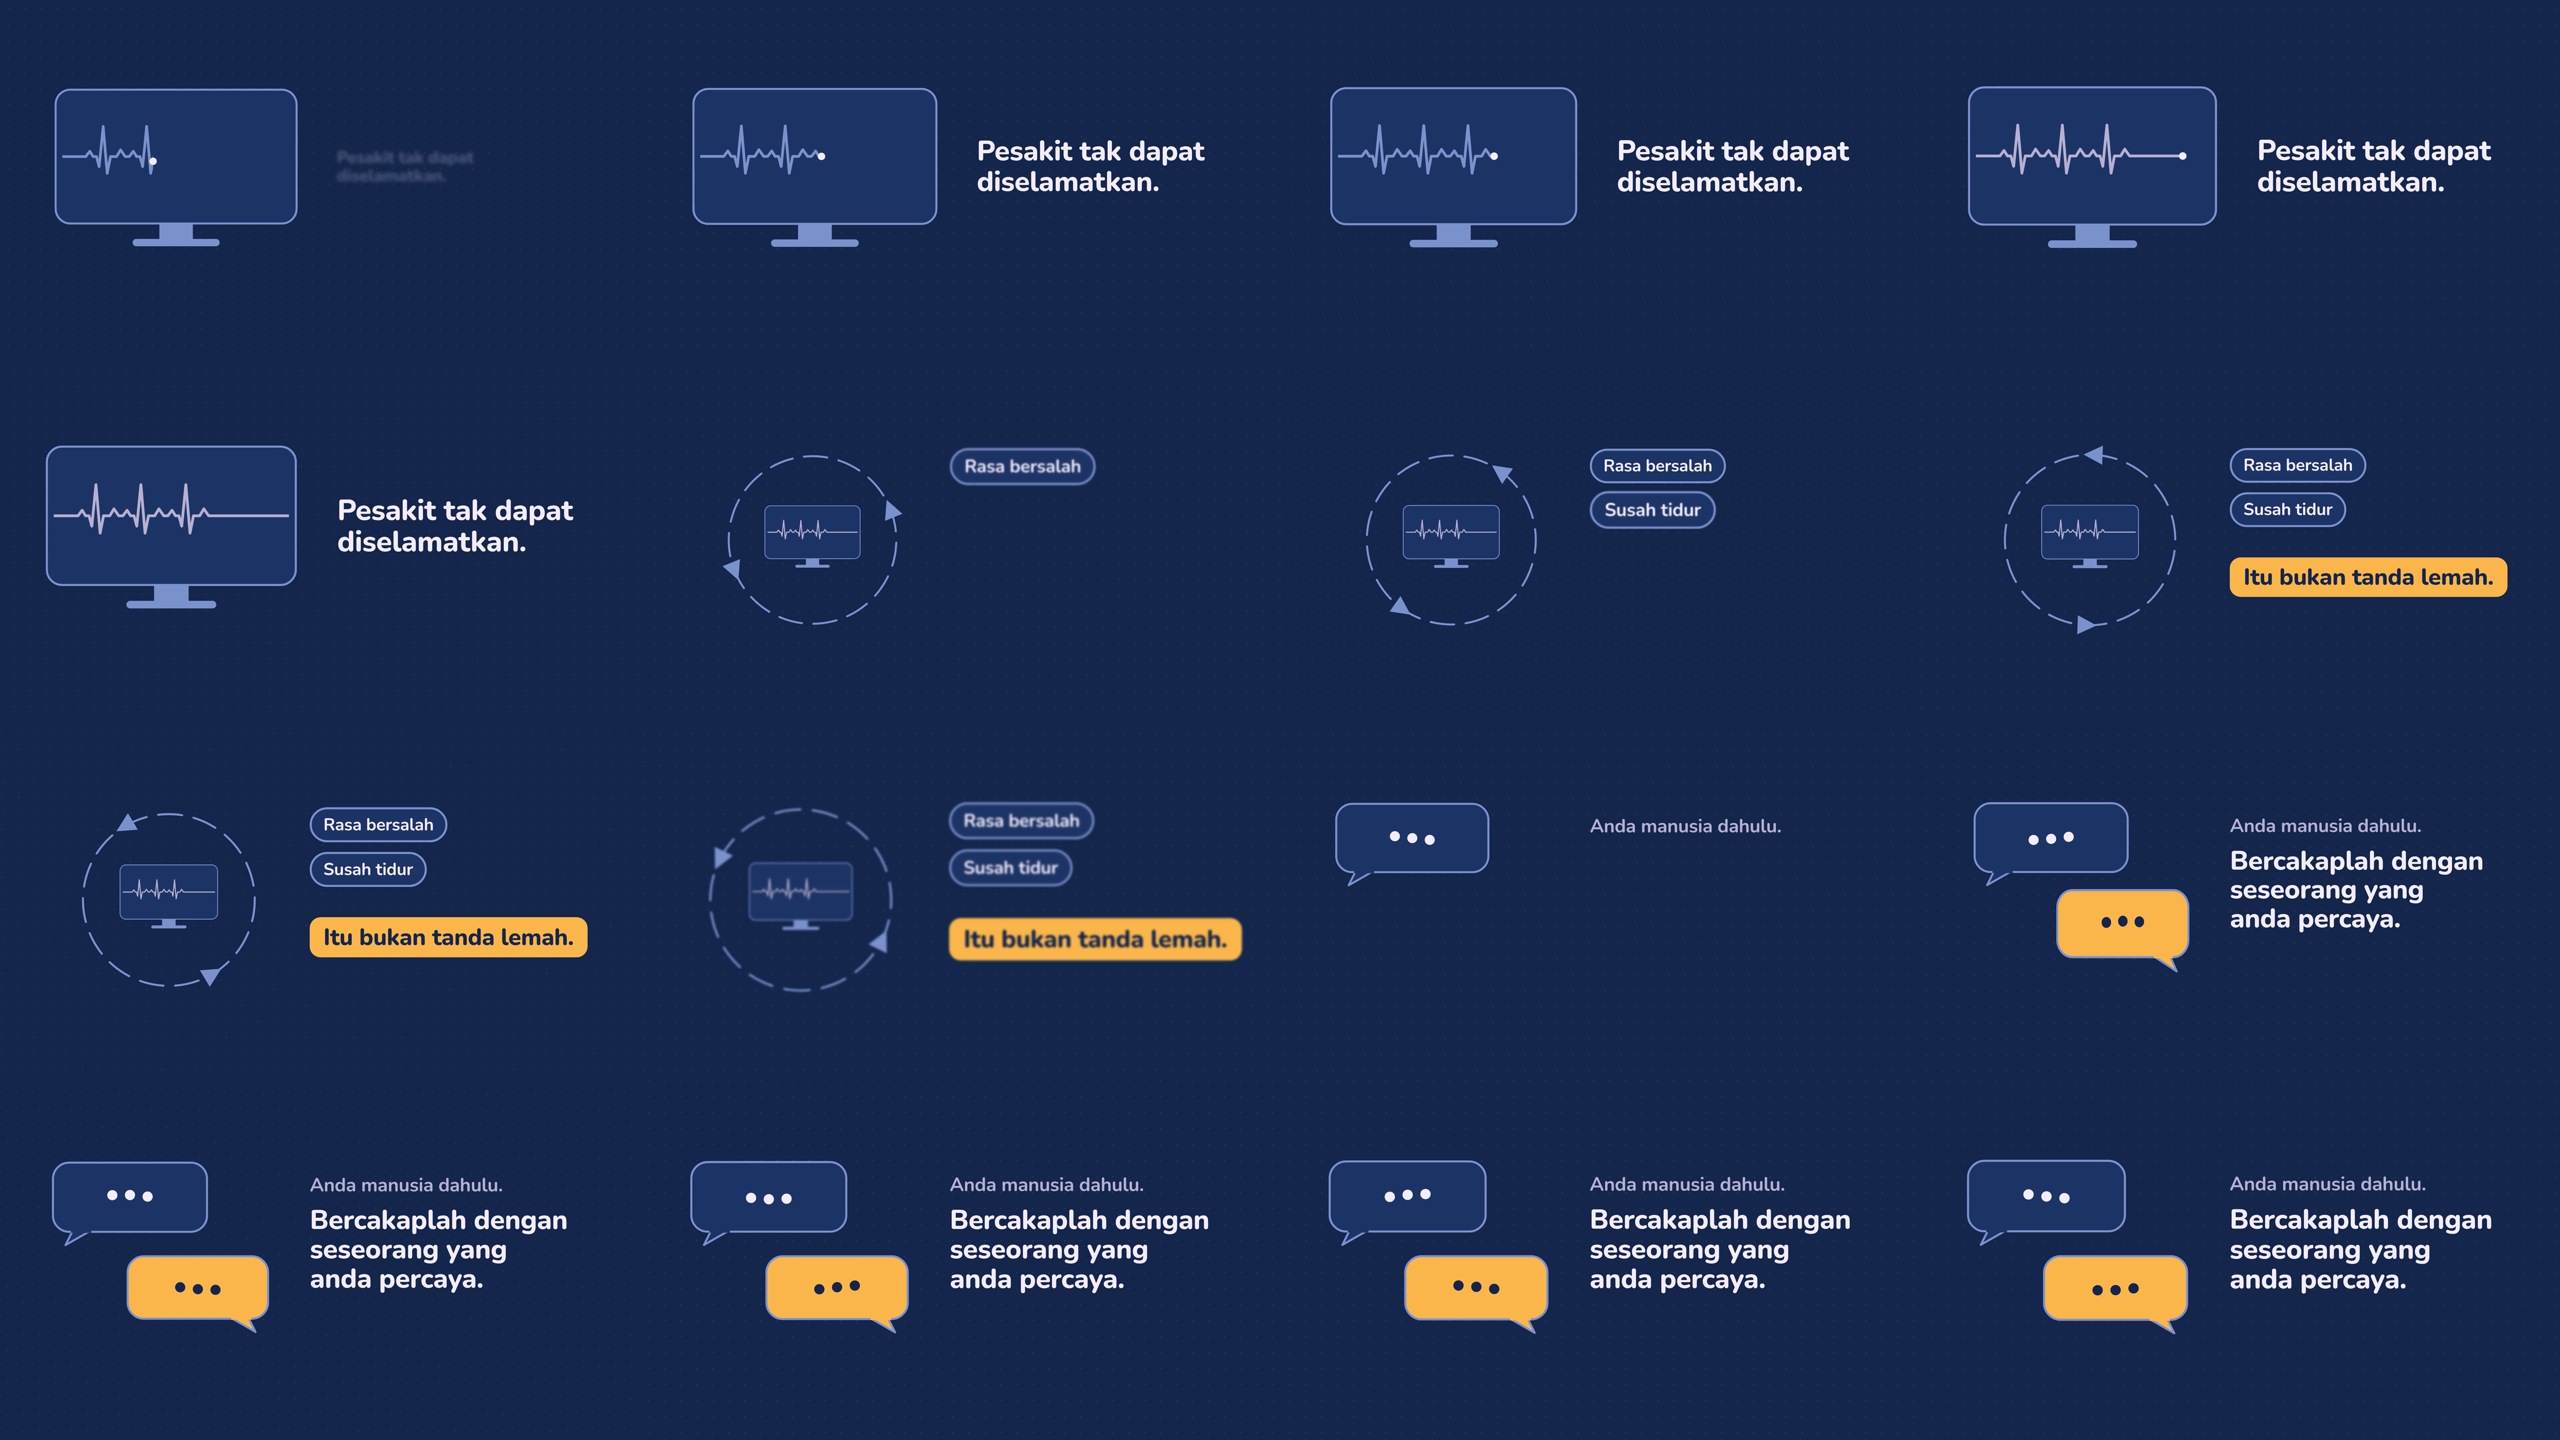 Pesakit tak dapat
diselamatkan.
Pesakit tak dapat
diselamatkan.
Pesakit tak dapat
diselamatkan.
Pesakit tak dapat
diselamatkan.
Pesakit tak dapat
diselamatkan.
Rasa bersalah
Rasa bersalah
Susah tidur
Rasa bersalah
Susah tidur
Itu bukan tanda lemah.
Rasa bersalah
Susah tidur
Itu bukan tanda lemah.
Rasa bersalah
Susah tidur
Itu bukan tanda lemah.
Anda manusia dahulu.
Anda manusia dahulu.
Bercakaplah dengan
seseorang yang
anda percaya.
Anda manusia dahulu.
Bercakaplah dengan
seseorang yang
anda percaya.
Anda manusia dahulu.
Bercakaplah dengan
seseorang yang
anda percaya.
Anda manusia dahulu.
Bercakaplah dengan
seseorang yang
anda percaya.
Anda manusia dahulu.
Bercakaplah dengan
seseorang yang
anda percaya.